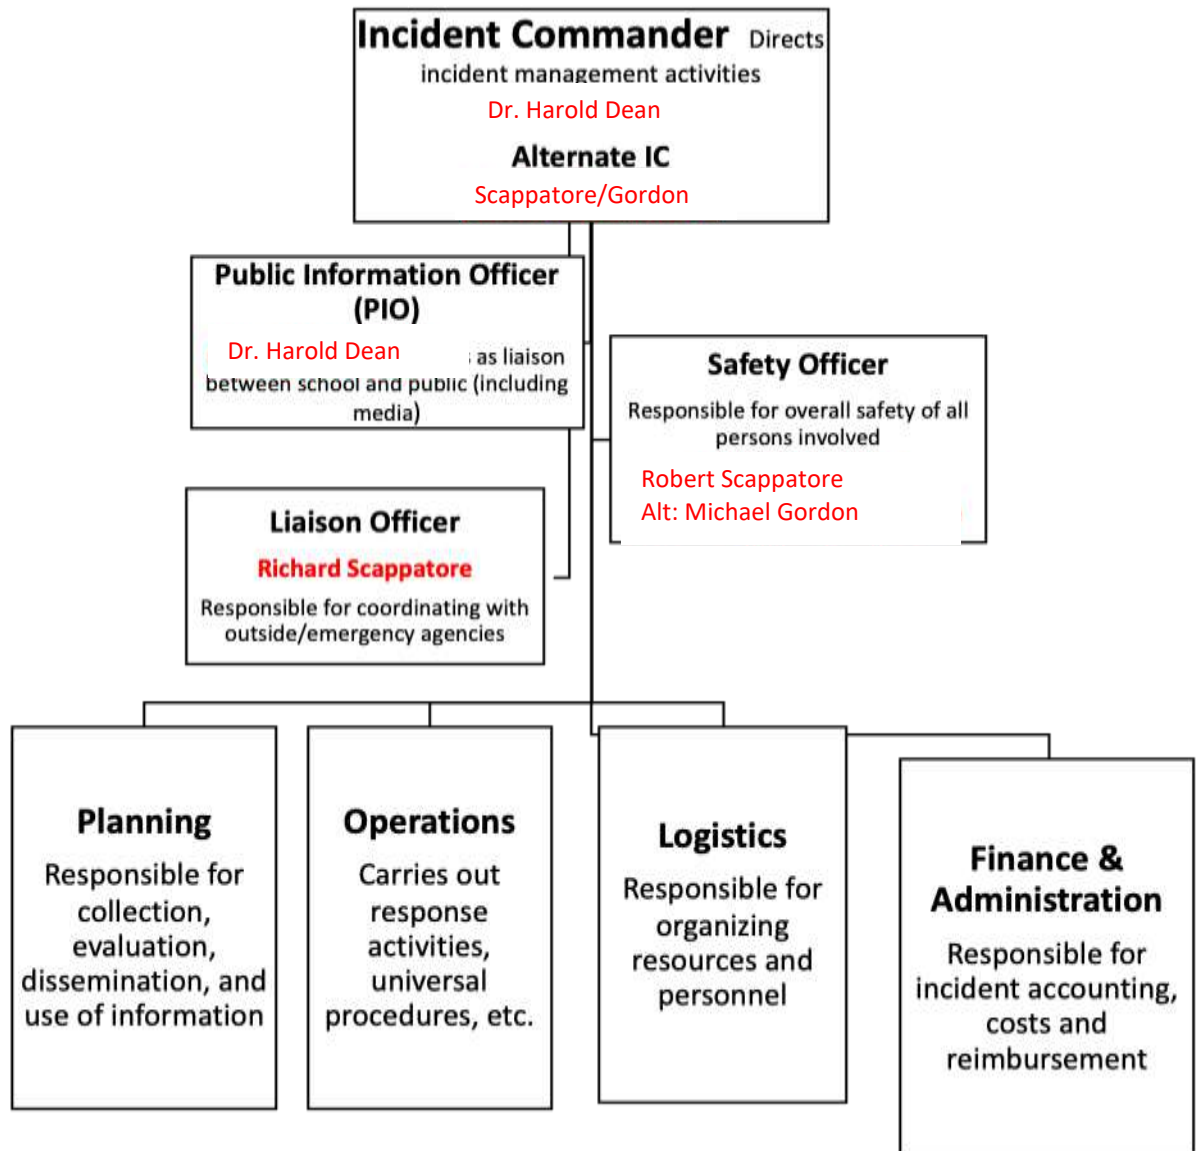 Incident Commander Directs
incident management activities
Dr. Harold Dean
Alternate IC
Scappatore/Gordon
Public Information Officer
(PIO)
Dr. Harold Dean as liaison
between school and public (including
media)
Safety Officer
Responsible for overall safety of all
persons involved
Robert Scappatore
Alt: Michael Gordon
Liaison Officer
Richard Scappatore
Responsible for coordinating with
outside/emergency agencies
Planning
Responsible for
collection,
evaluation,
dissemination, and
use of information
Operations
Carries out
response
activities,
universal
procedures, etc.
Logistics
Responsible for
organizing
resources and
personnel
Finance &
Administration
Responsible for
incident accounting,
costs and
reimbursement